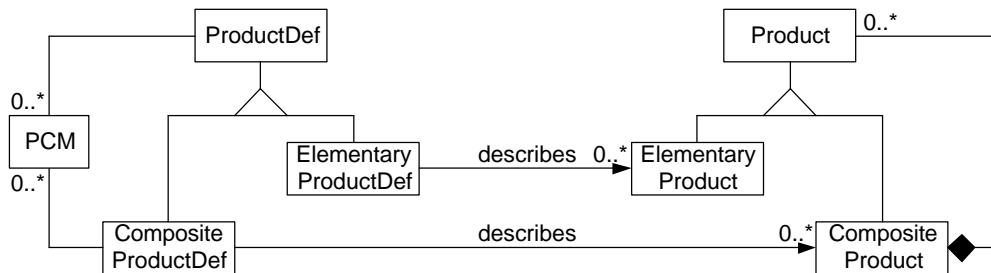 ProductDef
Product
0..*
0..*
PCM
0..*
Elementary
ProductDef
describes
0..*
Elementary
Product
Composite
ProductDef
describes
0..*
Composite
Product